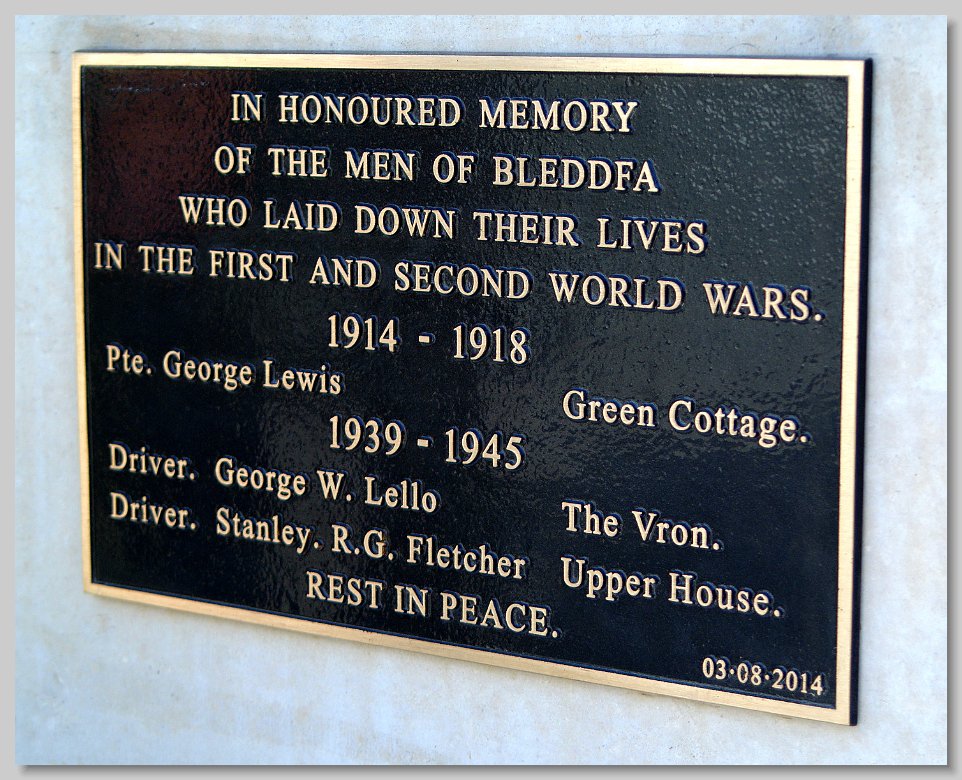 IN HONOURED MEMORY
OF THE MEN OF BLEDDFA
WHO LAID DOWN THEIR LIVES
IN THE FIRST AND SECOND WORLD WARS.
1914 - 1918
Pte. George Lewis Green Cottage.
1939 - 1945
Driver. George W. Lello The Vron.
Driver. Stanley. R.G. Fletcher Upper House.
REST IN PEACE.
03·08·2014